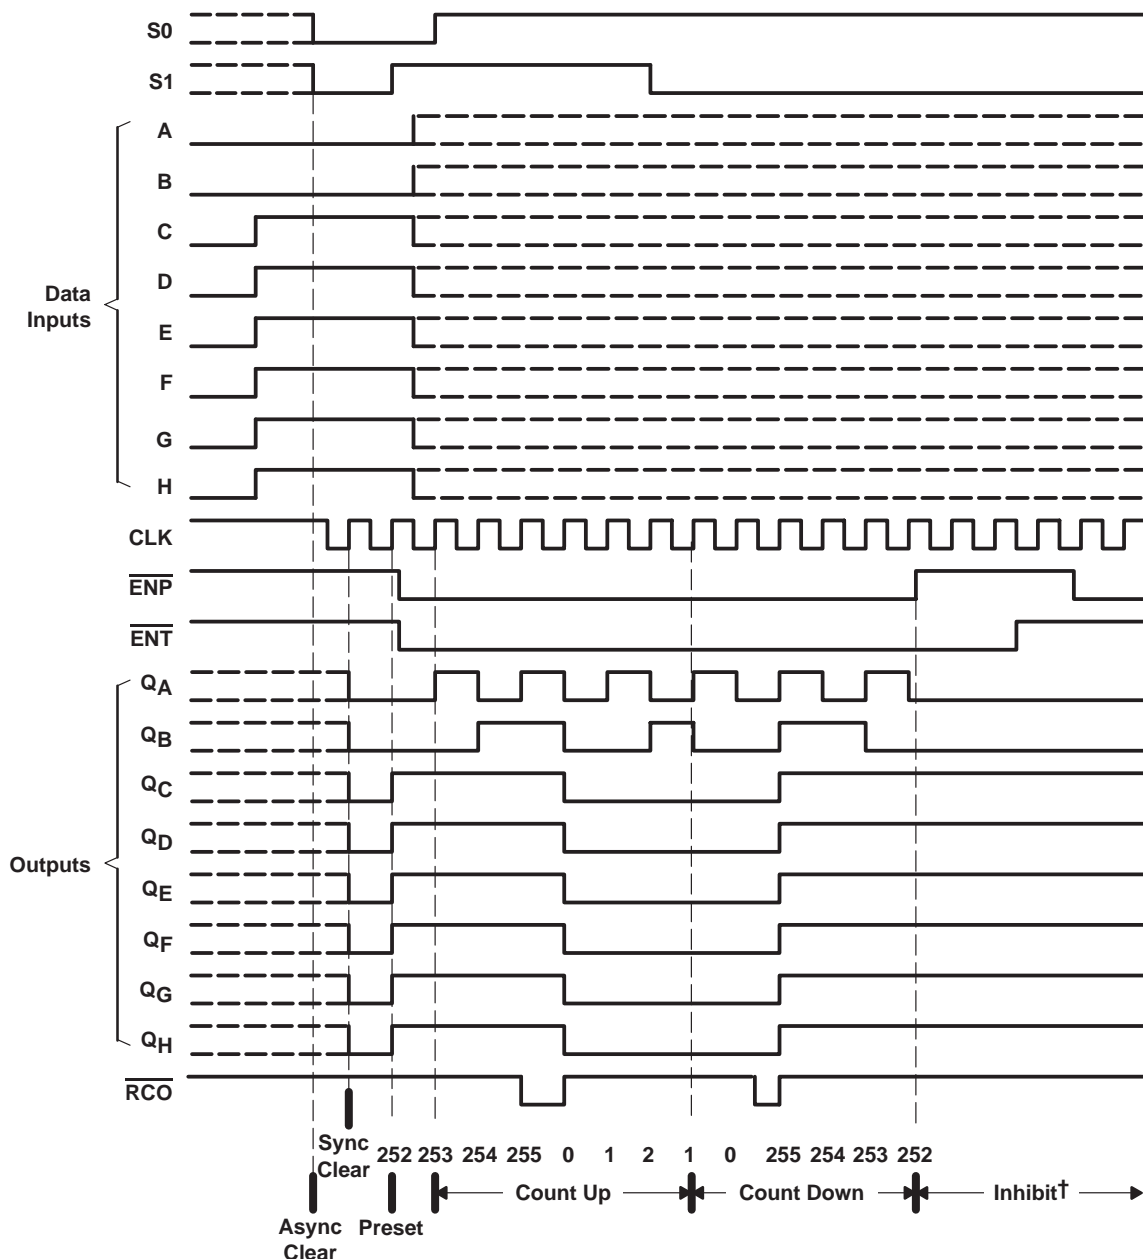 S0
S1
A
B
C
Data
Inputs
D
E
F
G
H
CLK
ENP
ENT
QA
QB
QC
QD
Outputs
QE
QF
QG
QH
RCO
Sync
Clear
252 253 254 255 0 1 2 1 0 255 254 253 252
Count Up
Count Down
Inhibit†
Async
Clear
Preset